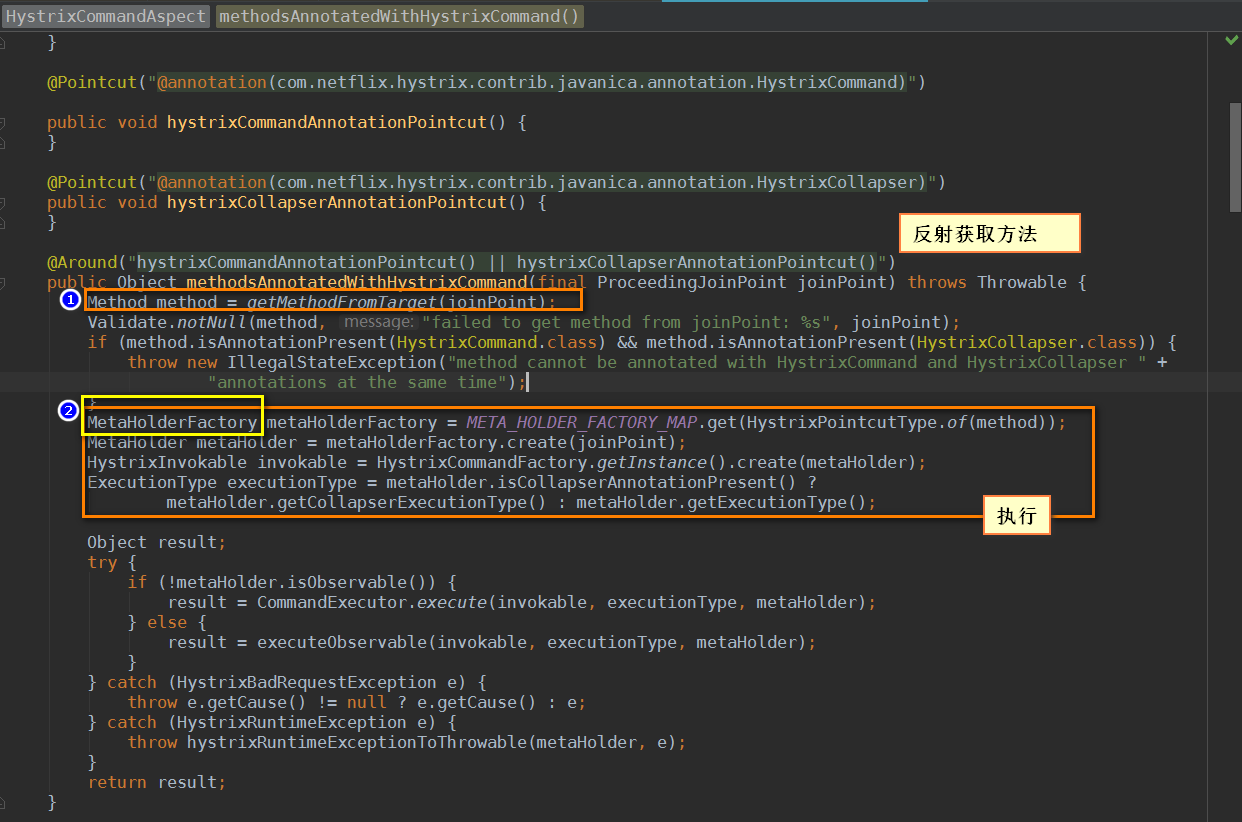 HystrixCommandAspect methodsAnnotatedWithHystrixCommand()
}
@Pointcut("@annotation(com.netflix.hystrix.contrib.javanica.annotation.HystrixCommand)")
public void hystrixCommandAnnotationPointcut() {
}
@Pointcut("@annotation(com.netflix.hystrix.contrib.javanica.annotation.HystrixCollapser)")
public void hystrixCollapserAnnotationPointcut() {
}
反射获取方法
@Around("hystrixCommandAnnotationPointcut() || hystrixCollapserAnnotationPointcut()")
public Object methodsAnnotatedWithHystrixCommand(final ProceedingJoinPoint joinPoint) throws Throwable {
1 Method method = getMethodFromTarget(joinPoint);
Validate.notNull(method, message: "failed to get method from joinPoint: %s", joinPoint);
if (method.isAnnotationPresent(HystrixCommand.class) && method.isAnnotationPresent(HystrixCollapser.class)) {
throw new IllegalStateException("method cannot be annotated with HystrixCommand and HystrixCollapser " +
"annotations at the same time");
2 }
MetaHolderFactory metaHolderFactory = META_HOLDER_FACTORY_MAP.get(HystrixPointcutType.of(method));
MetaHolder metaHolder = metaHolderFactory.create(joinPoint);
HystrixInvokable invokable = HystrixCommandFactory.getInstance().create(metaHolder);
ExecutionType executionType = metaHolder.isCollapserAnnotationPresent() ?
metaHolder.getCollapserExecutionType() : metaHolder.getExecutionType();
执行
Object result;
try {
if (!metaHolder.isObservable()) {
result = CommandExecutor.execute(invokable, executionType, metaHolder);
} else {
result = executeObservable(invokable, executionType, metaHolder);
}
} catch (HystrixBadRequestException e) {
throw e.getCause() != null ? e.getCause() : e;
} catch (HystrixRuntimeException e) {
throw hystrixRuntimeExceptionToThrowable(metaHolder, e);
}
return result;
}